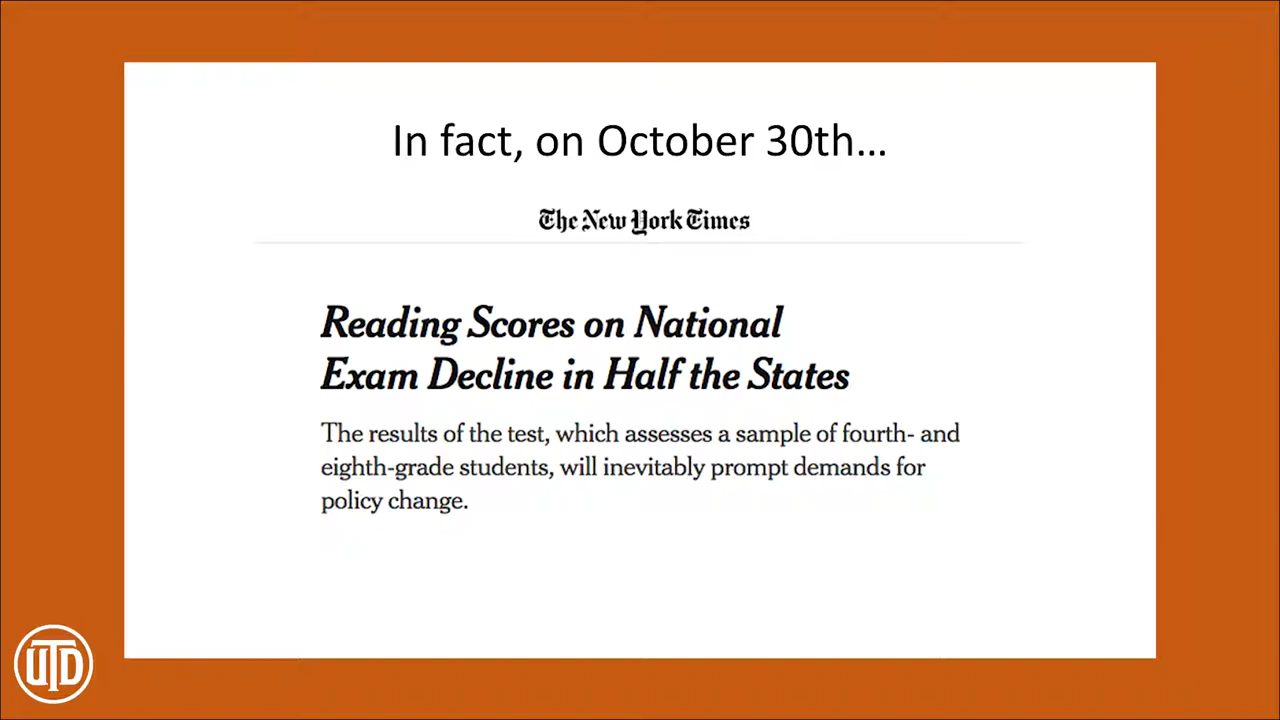 In fact, on October 30th...
The New York Times
Reading Scores on National
Exam Decline in Half the States
The results of the test, which assesses a sample of fourth- and
eighth-grade students, will inevitably prompt demands for
policy change.
UTD